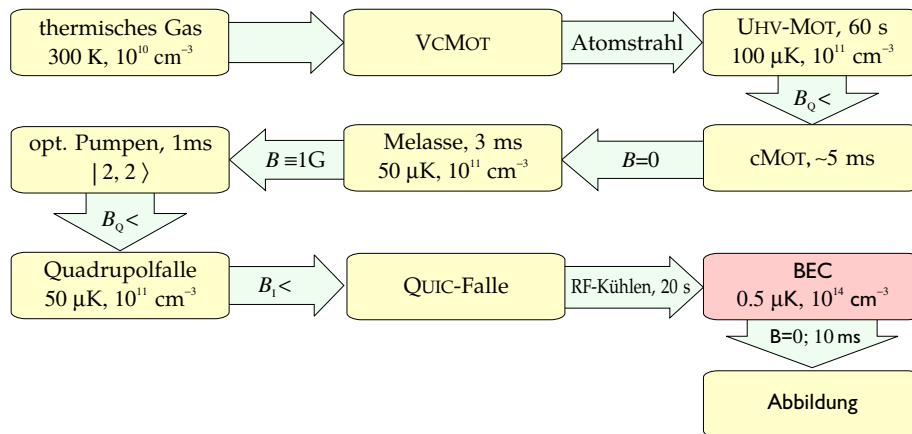 thermisches Gas
300 K, 10¹⁰ cm⁻³
VCMOT
Atomstrahl
UHV-MOT, 60 s
100 µK, 10¹¹ cm⁻³
B_Q <
cMOT, ~5 ms
B=0
Melasse, 3 ms
50 µK, 10¹¹ cm⁻³
B ≡1G
opt. Pumpen, 1ms
| 2, 2 ⟩
B_Q <
Quadrupolfalle
50 µK, 10¹¹ cm⁻³
B_I <
QUIC-Falle
RF-Kühlen, 20 s
BEC
0.5 µK, 10¹⁴ cm⁻³
B=0; 10 ms
Abbildung